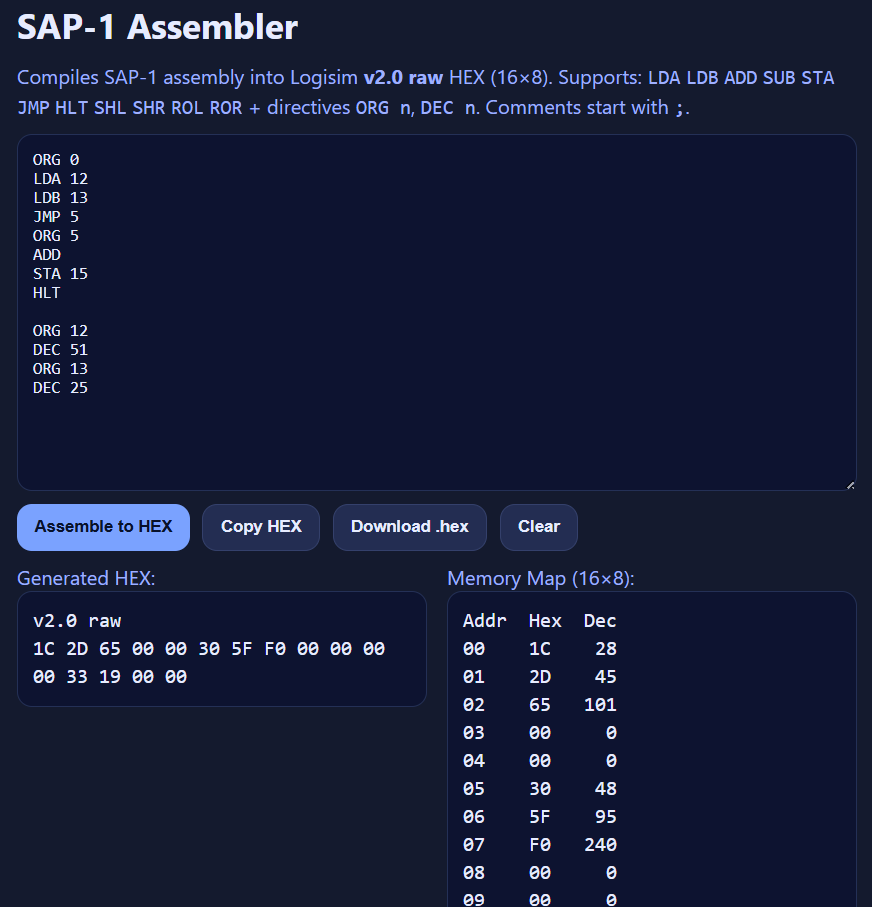 SAP-1 Assembler
Compiles SAP-1 assembly into Logisim v2.0 raw HEX (16×8). Supports: LDA LDB ADD SUB STA
JMP HLT SHL SHR ROL ROR + directives ORG n, DEC n. Comments start with ;.
ORG 0
LDA 12
LDB 13
JMP 5
ORG 5
ADD
STA 15
HLT
ORG 12
DEC 51
ORG 13
DEC 25
Assemble to HEX Copy HEX Download .hex Clear
Generated HEX:
v2.0 raw
1C 2D 65 00 00 30 5F F0 00 00 00
00 33 19 00 00
Memory Map (16×8):
Addr Hex Dec
00 1C 28
01 2D 45
02 65 101
03 00 0
04 00 0
05 30 48
06 5F 95
07 F0 240
08 00 0
09 00 0